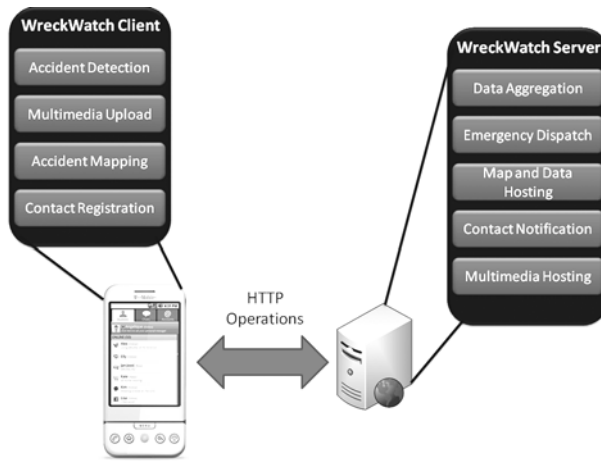 WreckWatch Client
Accident Detection
Multimedia Upload
Accident Mapping
Contact Registration
WreckWatch Server
Data Aggregation
Emergency Dispatch
Map and Data
Hosting
Contact Notification
Multimedia Hosting
HTTP
Operations